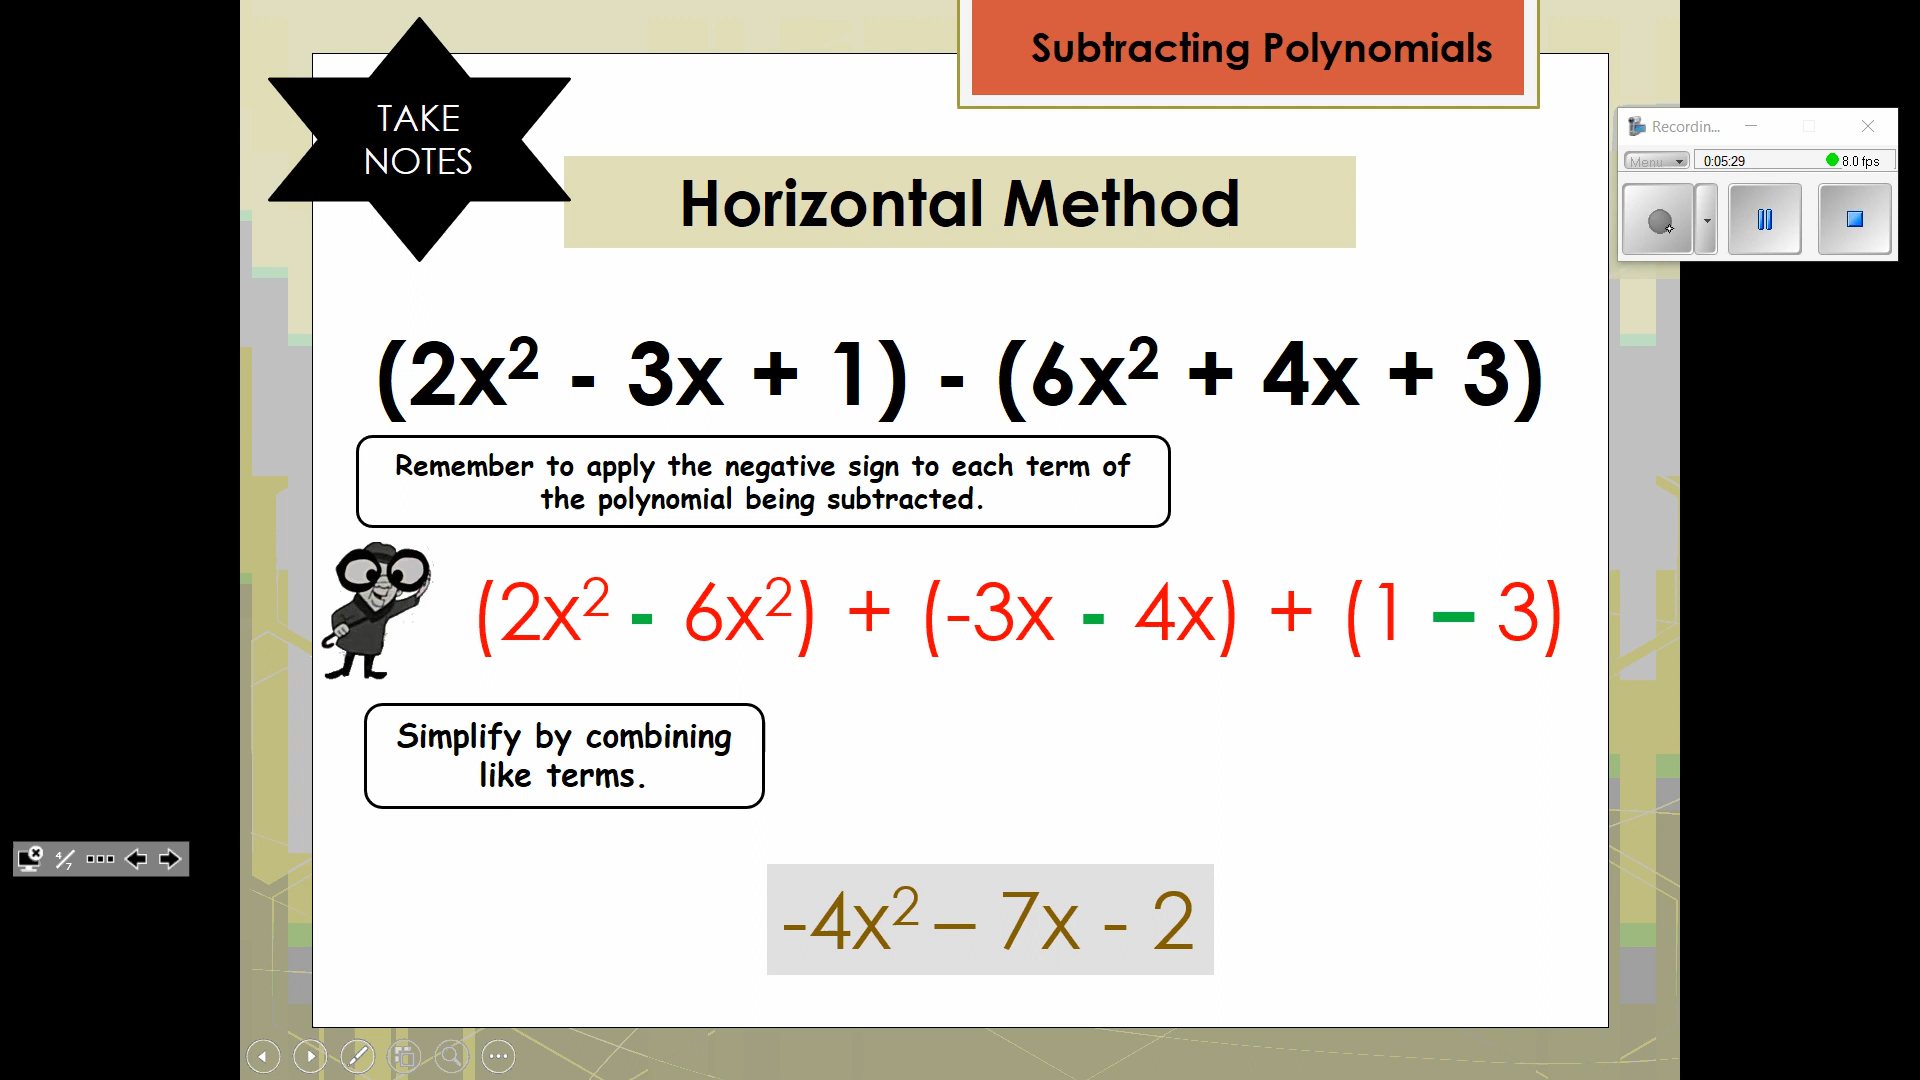 Subtracting Polynomials
TAKE
NOTES
Horizontal Method
(2x² - 3x + 1) - (6x² + 4x + 3)
Remember to apply the negative sign to each term of
the polynomial being subtracted.
(2x² - 6x²) + (-3x - 4x) + (1 – 3)
Simplify by combining
like terms.
-4x² – 7x - 2
Recordin...
Menu
0:05:29
8.0 fps
4/7